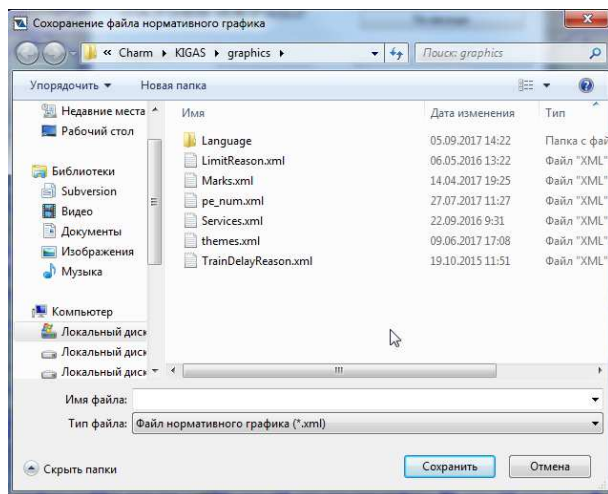 Сохоранение файла нормативного графика
« Charm ▸ KIGAS ▸ graphics ▸
Поиск: graphics
Упорядочить ▾ Новая папка
Недавние места
Рабочий стол
Библиотеки
Subversion
Видео
Документы
Изображения
Музыка
Компьютер
Локальный диск
Локальный диск
Локальный диск
Имя Дата изменения Тип
Language 05.09.2017 14:22 Папка с фай
LimitReason.xml 06.05.2016 13:22 Файл "XML"
Marks.xml 14.04.2017 19:25 Файл "XML"
pe_num.xml 27.07.2017 11:27 Файл "XML"
Services.xml 22.09.2016 9:31 Файл "XML"
themes.xml 09.06.2017 17:08 Файл "XML"
TrainDelayReason.xml 19.10.2015 11:51 Файл "XML"
Имя файла:
Тип файла: Файл нормативного графика (*.xml)
Скрыть папки
Сохранить
Отмена